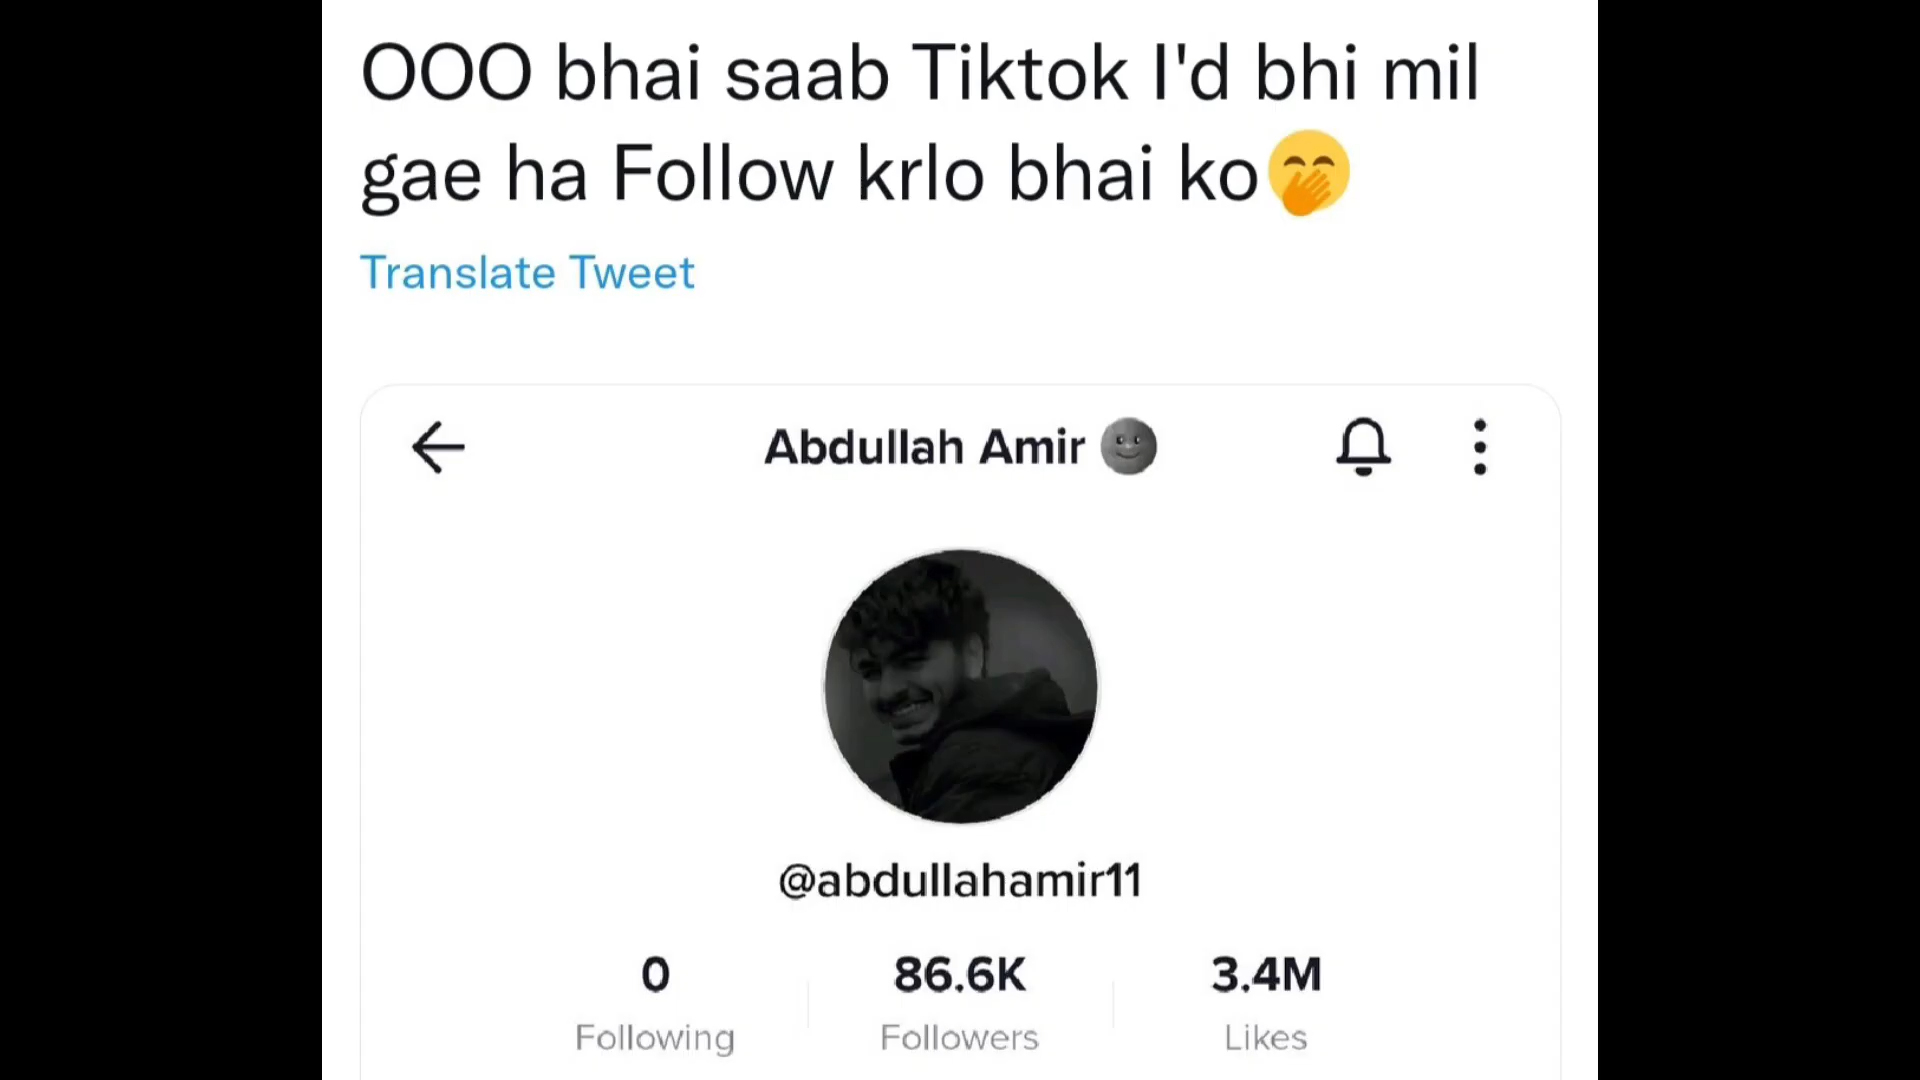 OOO bhai saab Tiktok I'd bhi mil
gae ha Follow krlo bhai ko🤭
Translate Tweet
Abdullah Amir 🌚
@abdullahamir11
0 86.6K 3.4M
Following Followers Likes